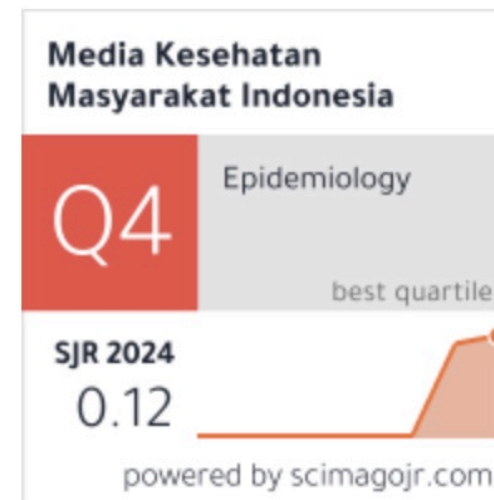 Media Kesehatan
Masyarakat Indonesia
Q4
Epidemiology
best quartile
SJR 2024
0.12
powered by scimagojr.com